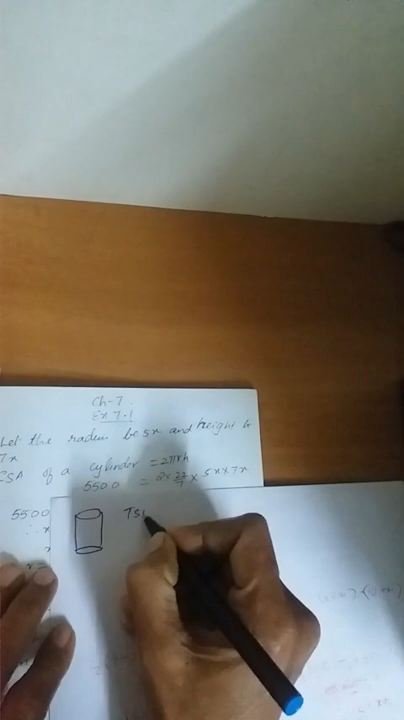 Ch-7
Ex 7.1
Let the radius be 5x and height be
7x
CSA of a cylinder = 2πrh
5500 = 2 × 22/7 × 5x × 7x
5500
∴ x
x
TS